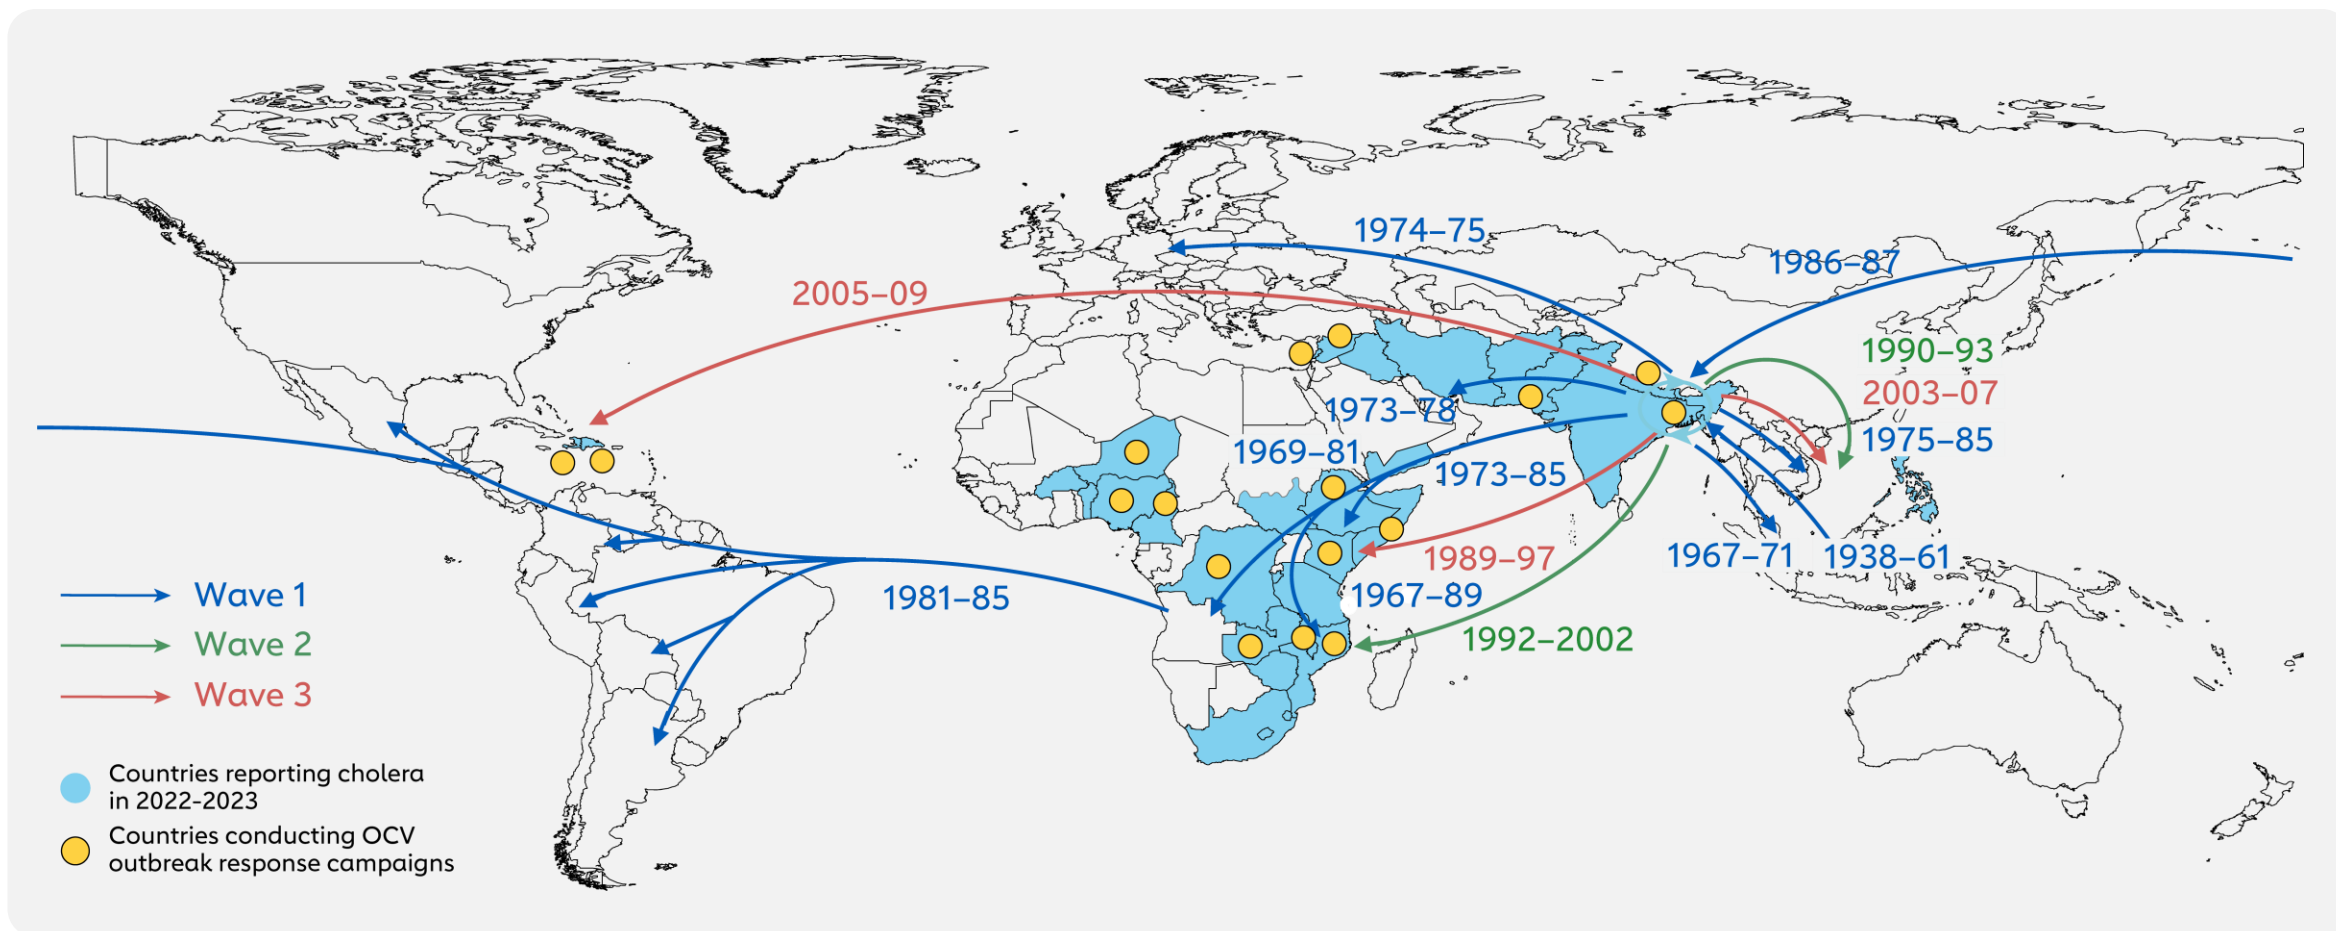 1974–75
1986–87
2005–09
1990–93
2003–07
1973–78
1975–85
1969–81
1973–85
1967–71
1938–61
1989–97
1981–85
1967–89
1992–2002
Wave 1
Wave 2
Wave 3
Countries reporting cholera
in 2022-2023
Countries conducting OCV
outbreak response campaigns